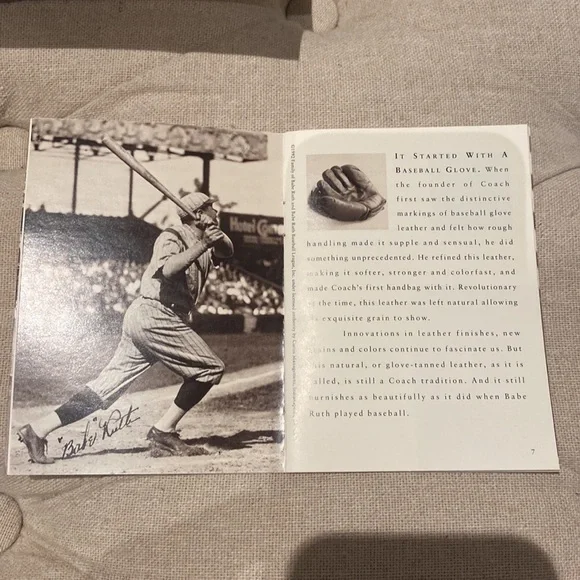 Hotel
"Babe" Ruth
IT STARTED WITH A
BASEBALL GLOVE. When
the founder of Coach
first saw the distinctive
markings of baseball glove
leather and felt how rough
handling made it supple and sensual, he did
something unprecedented. He refined this leather,
making it softer, stronger and colorfast, and
made Coach's first handbag with it. Revolutionary
at the time, this leather was left natural allowing
exquisite grain to show.
Innovations in leather finishes, new
and colors continue to fascinate us. But
this natural, or glove-tanned leather, as it is
called, is still a Coach tradition. And it still
burnishes as beautifully as it did when Babe
Ruth played baseball.
7